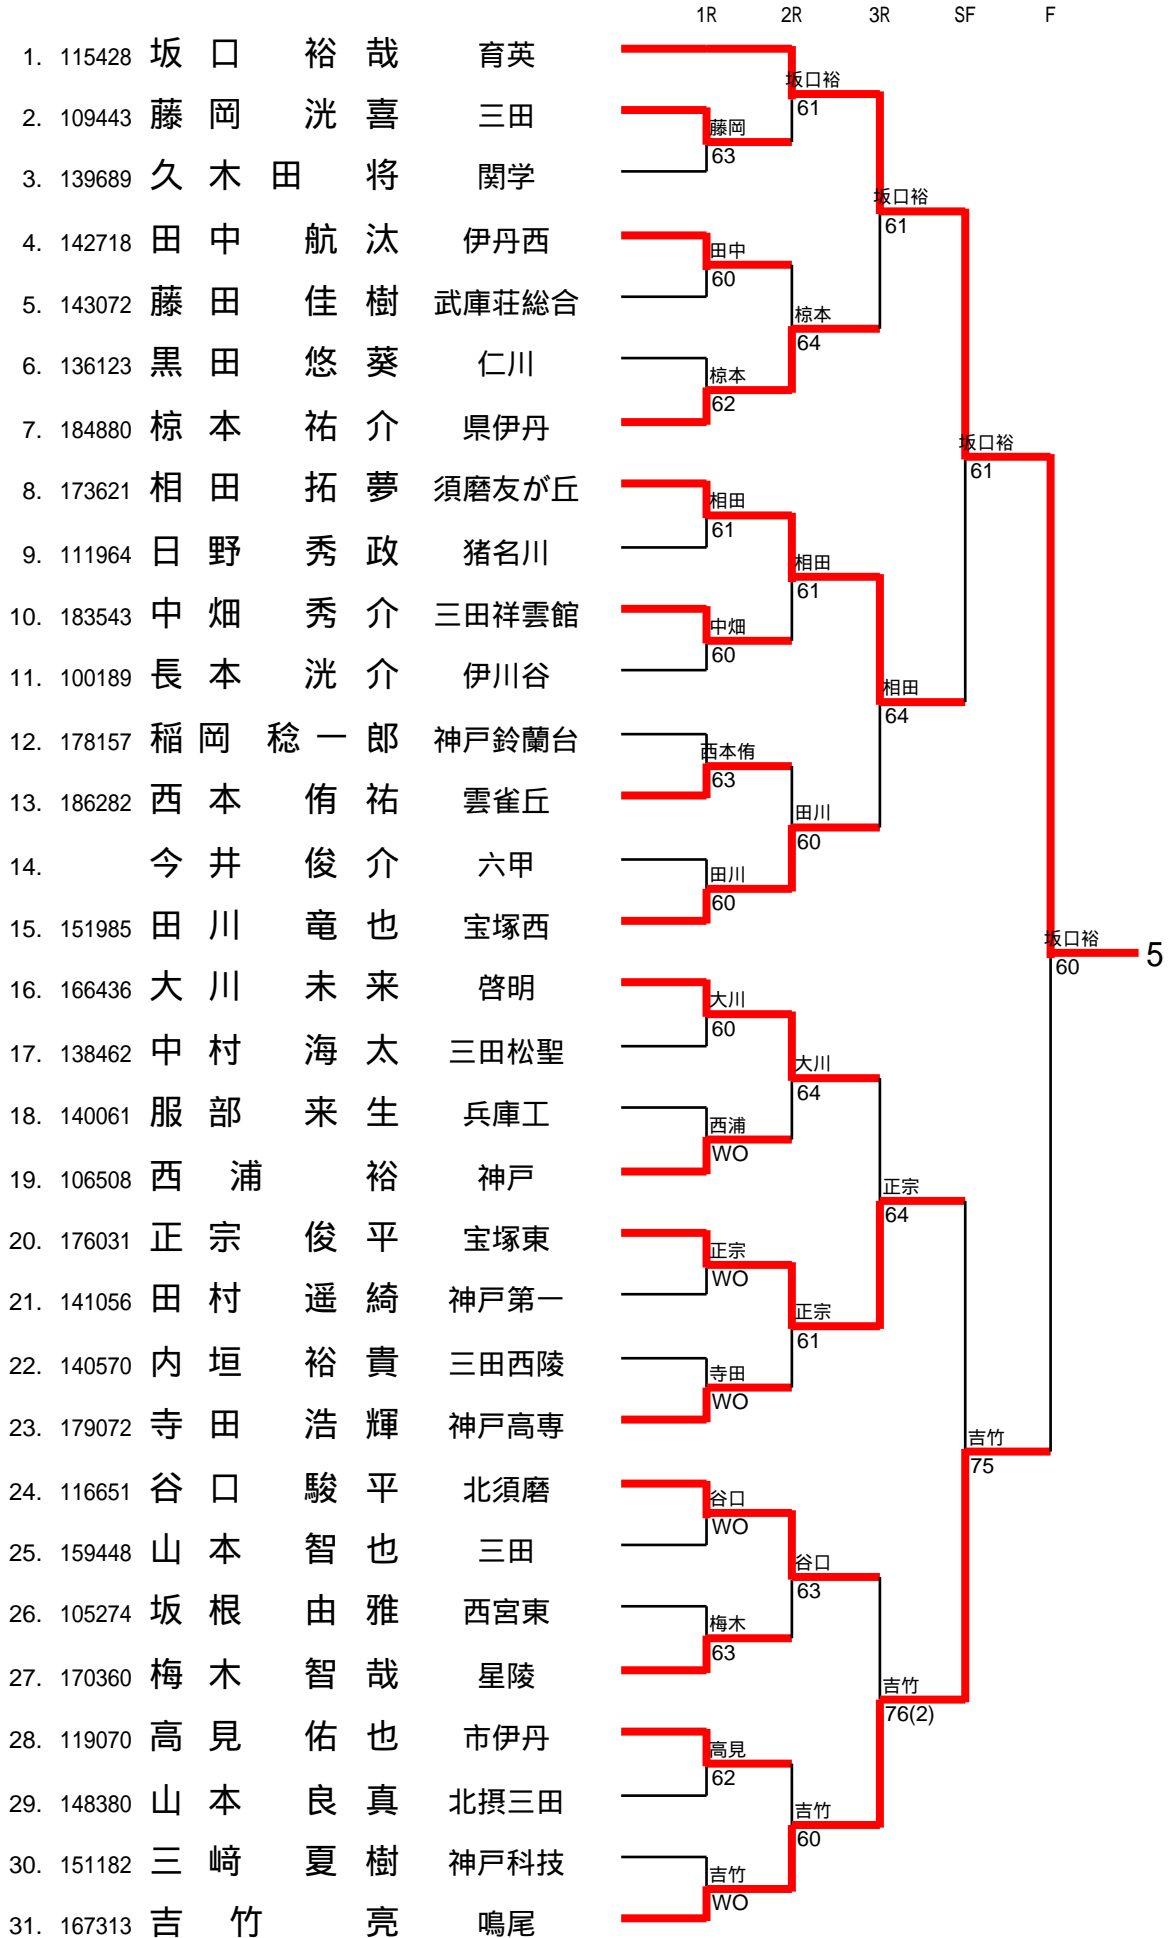 1R 2R 3R SF F
1. 115428 坂口 裕哉 育英
坂口裕
61
2. 109443 藤岡 洸喜 三田
藤岡
63
3. 139689 久木田 将 関学
坂口裕
61
4. 142718 田中 航汰 伊丹西
田中
60
5. 143072 藤田 佳樹 武庫荘総合
椋本
64
6. 136123 黒田 悠葵 仁川
椋本
62
7. 184880 椋本 祐介 県伊丹
坂口裕
61
8. 173621 相田 拓夢 須磨友が丘
相田
61
9. 111964 日野 秀政 猪名川
相田
61
10. 183543 中畑 秀介 三田祥雲館
中畑
60
11. 100189 長本 洸介 伊川谷
相田
64
12. 178157 稲岡 稔一郎 神戸鈴蘭台
西本侑
63
13. 186282 西本 侑祐 雲雀丘
田川
60
14. 今井 俊介 六甲
田川
60
15. 151985 田川 竜也 宝塚西
坂口裕
60
5
16. 166436 大川 未来 啓明
大川
60
17. 138462 中村 海太 三田松聖
大川
64
18. 140061 服部 来生 兵庫工
西浦
WO
19. 106508 西浦 裕 神戸
正宗
64
20. 176031 正宗 俊平 宝塚東
正宗
WO
21. 141056 田村 遥綺 神戸第一
正宗
61
22. 140570 内垣 裕貴 三田西陵
寺田
WO
23. 179072 寺田 浩輝 神戸高専
吉竹
75
24. 116651 谷口 駿平 北須磨
谷口
WO
25. 159448 山本 智也 三田
谷口
63
26. 105274 坂根 由雅 西宮東
梅木
63
27. 170360 梅木 智哉 星陵
吉竹
76(2)
28. 119070 高見 佑也 市伊丹
高見
62
29. 148380 山本 良真 北摂三田
吉竹
60
30. 151182 三﨑 夏樹 神戸科技
吉竹
WO
31. 167313 吉竹 亮 鳴尾